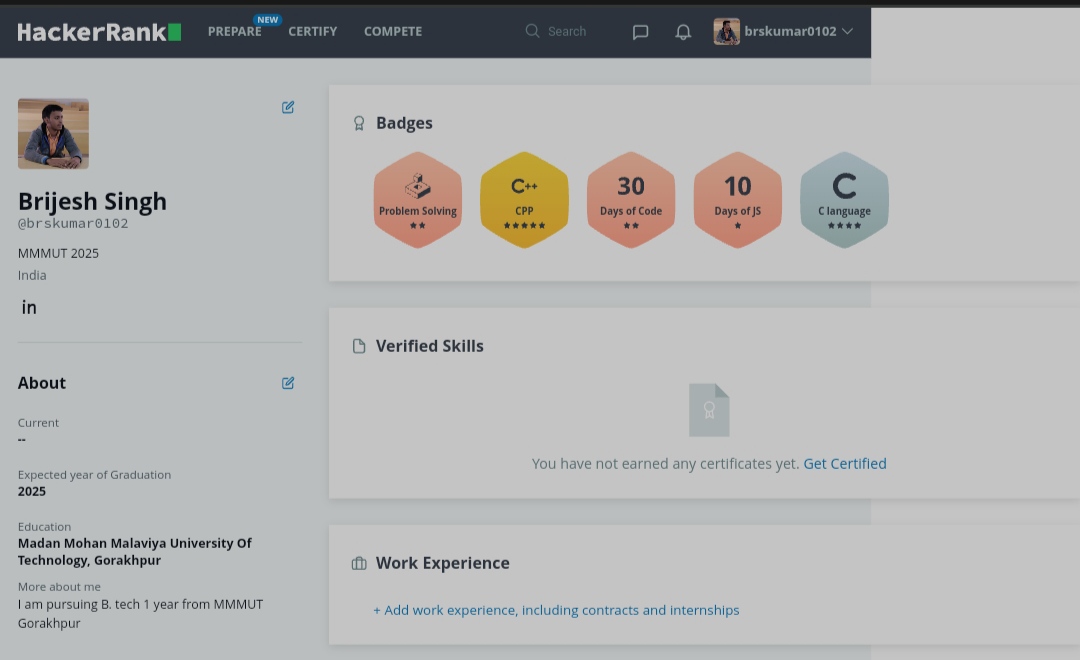 HackerRank
PREPARE
NEW
CERTIFY
COMPETE
Search
brskumar0102
Brijesh Singh
@brskumar0102
MMMUT 2025
India
in
About
Current
--
Expected year of Graduation
2025
Education
Madan Mohan Malaviya University Of
Technology, Gorakhpur
More about me
I am pursuing B. tech 1 year from MMMUT
Gorakhpur
Badges
Problem Solving
C++
CPP
30
Days of Code
10
Days of JS
C
C language
Verified Skills
You have not earned any certificates yet. Get Certified
Work Experience
+ Add work experience, including contracts and internships